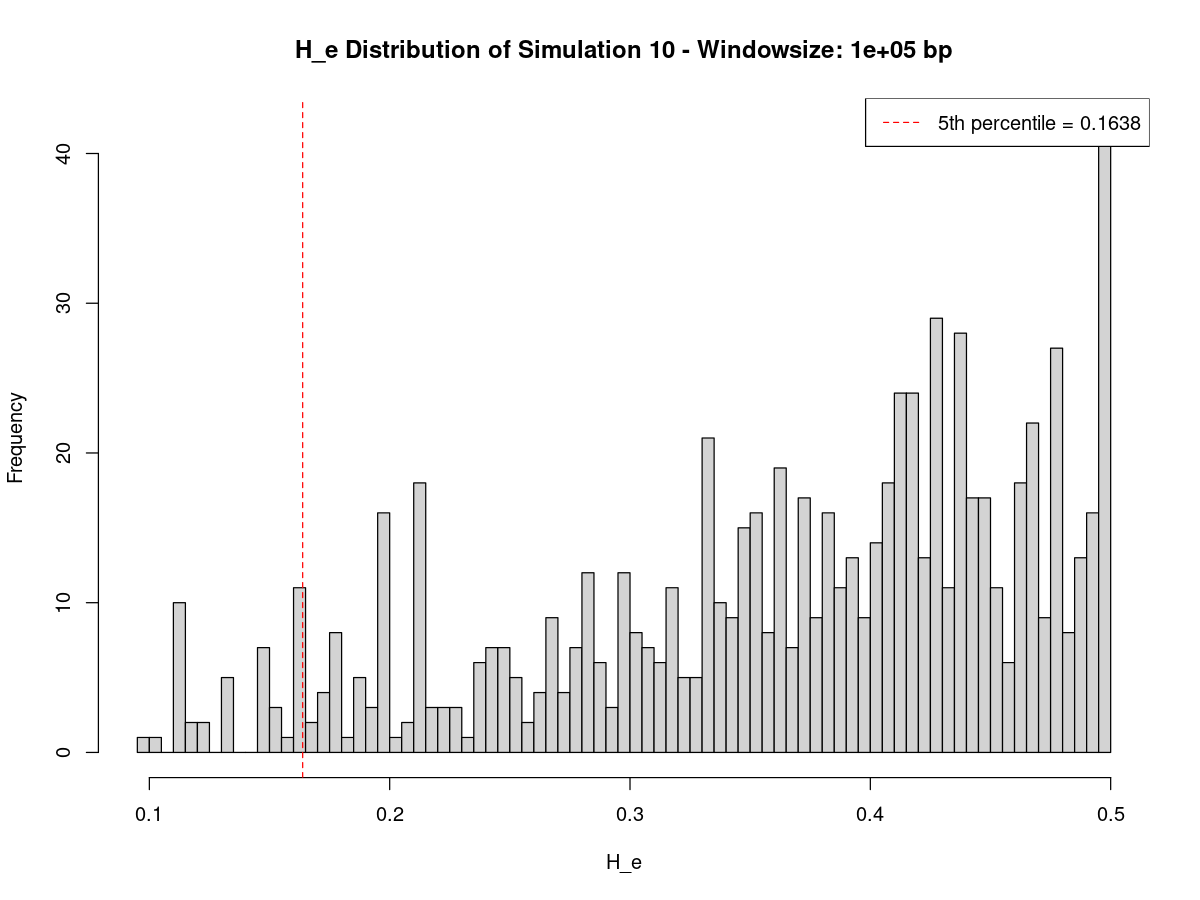 H_e Distribution of Simulation 10 - Windowsize: 1e+05 bp
5th percentile = 0.1638
Frequency
40
30
20
10
0
0.1 0.2 0.3 0.4 0.5
H_e